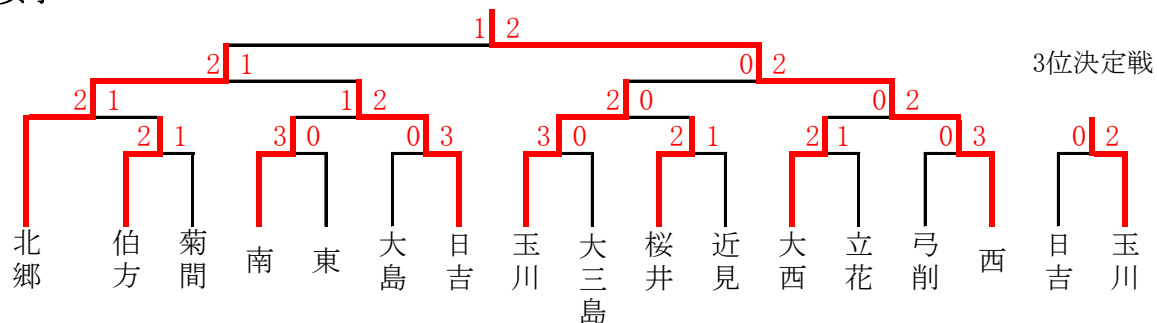 1 2
2 1 0 2
3位決定戦
2 1 1 2 2 0 0 2
2 1 3 0 0 3 3 0 2 1 2 1 0 3 0 2
北郷 伯方 菊間 南 東 大島 日吉 玉川 大三島 桜井 近見 大西 立花 弓削 西 日吉 玉川